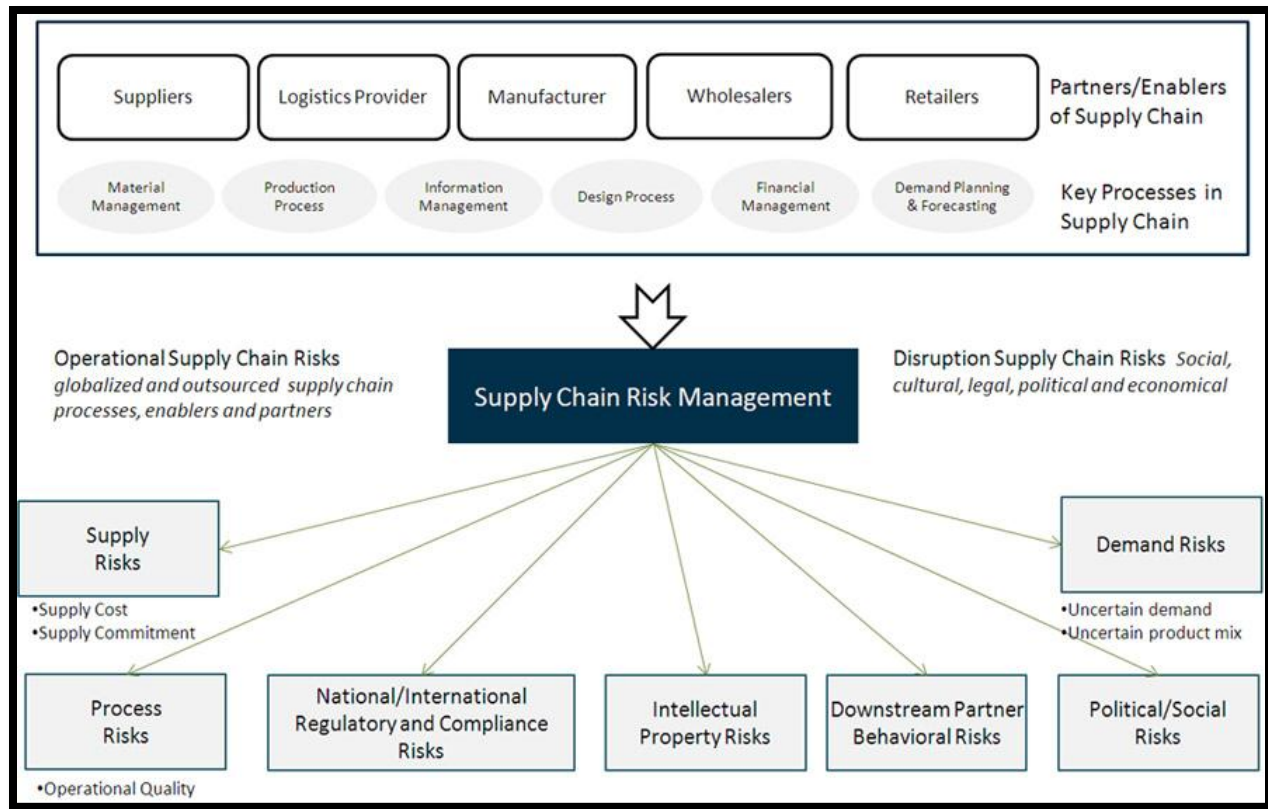 Suppliers
Logistics Provider
Manufacturer
Wholesalers
Retailers
Partners/Enablers
of Supply Chain
Material
Management
Production
Process
Information
Management
Design Process
Financial
Management
Demand Planning
& Forecasting
Key Processes in
Supply Chain
Operational Supply Chain Risks
globalized and outsourced supply chain
processes, enablers and partners
Supply Chain Risk Management
Disruption Supply Chain Risks Social,
cultural, legal, political and economical
Supply
Risks
•Supply Cost
•Supply Commitment
Demand Risks
•Uncertain demand
•Uncertain product mix
Process
Risks
•Operational Quality
National/International
Regulatory and Compliance
Risks
Intellectual
Property Risks
Downstream Partner
Behavioral Risks
Political/Social
Risks